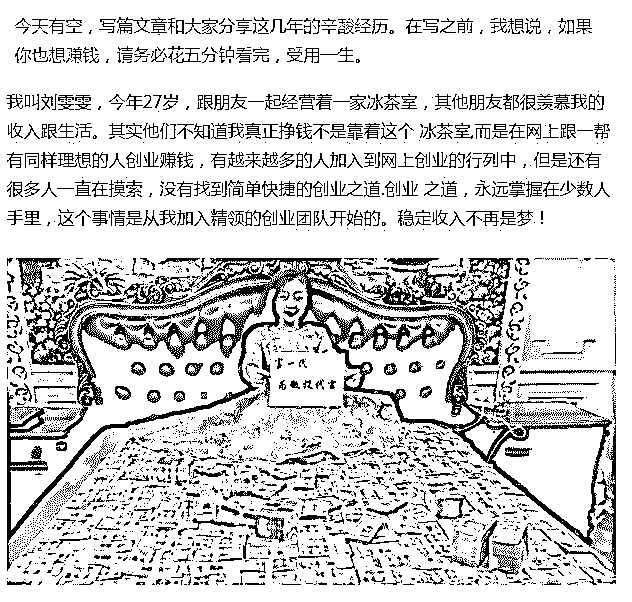 今天有空，写篇文章和大家分享这几年的辛酸经历。在写之前，我想说，如果
你也想赚钱，请务必花五分钟看完，受用一生。
我叫刘雯雯，今年27岁，跟朋友一起经营着一家冰茶室，其他朋友都很羡慕我的
收入跟生活。其实他们不知道我真正挣钱不是靠着这个 冰茶室,而是在网上跟一帮
有同样理想的人创业赚钱，有越来越多的人加入到网上创业的行列中，但是还有
很多人一直在摸索，没有找到简单快捷的创业之道.创业 之道，永远掌握在少数人
手里，这个事情是从我加入精领的创业团队开始的。稳定收入不再是梦！
富一代
为教授代言